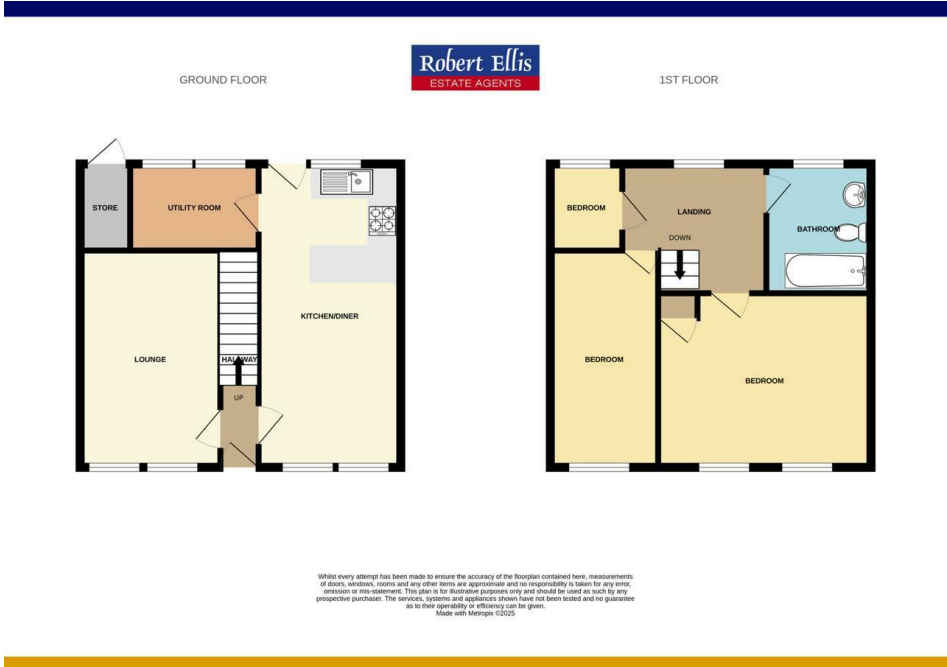 GROUND FLOOR
Robert Ellis
ESTATE AGENTS
1ST FLOOR
STORE
UTILITY ROOM
KITCHEN/DINER
LOUNGE
HALLWAY
UP
BEDROOM
LANDING
DOWN
BATHROOM
BEDROOM
BEDROOM
Whilst every attempt has been made to ensure the accuracy of the floorplan contained here, measurements
of doors, windows, rooms and any other items are approximate and no responsibility is taken for any error,
omission or mis-statement. This plan is for illustrative purposes only and should be used as such by any
prospective purchaser. The services, systems and appliances shown have not been tested and no guarantee
as to their operability or efficiency can be given.
Made with Metropix ©2025